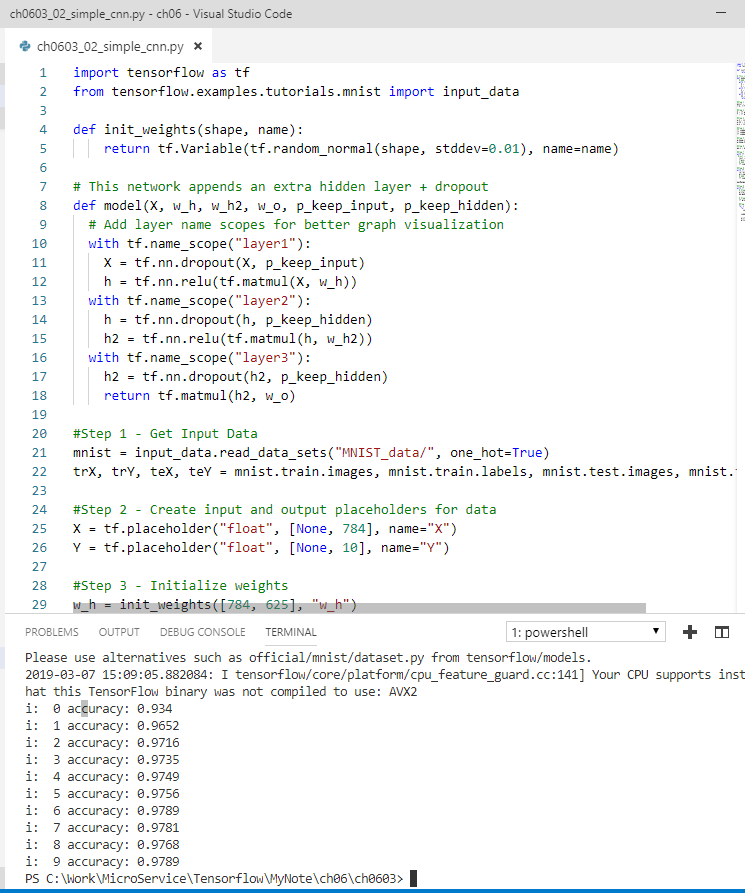 ch0603_02_simple_cnn.py - ch06 - Visual Studio Code
ch0603_02_simple_cnn.py ×
1 import tensorflow as tf
2 from tensorflow.examples.tutorials.mnist import input_data
3
4 def init_weights(shape, name):
5     return tf.Variable(tf.random_normal(shape, stddev=0.01), name=name)
6
7 # This network appends an extra hidden layer + dropout
8 def model(X, w_h, w_h2, w_o, p_keep_input, p_keep_hidden):
9   # Add layer name scopes for better graph visualization
10   with tf.name_scope("layer1"):
11     X = tf.nn.dropout(X, p_keep_input)
12     h = tf.nn.relu(tf.matmul(X, w_h))
13   with tf.name_scope("layer2"):
14     h = tf.nn.dropout(h, p_keep_hidden)
15     h2 = tf.nn.relu(tf.matmul(h, w_h2))
16   with tf.name_scope("layer3"):
17     h2 = tf.nn.dropout(h2, p_keep_hidden)
18     return tf.matmul(h2, w_o)
19
20 #Step 1 - Get Input Data
21 mnist = input_data.read_data_sets("MNIST_data/", one_hot=True)
22 trX, trY, teX, teY = mnist.train.images, mnist.train.labels, mnist.test.images, mnist.
23
24 #Step 2 - Create input and output placeholders for data
25 X = tf.placeholder("float", [None, 784], name="X")
26 Y = tf.placeholder("float", [None, 10], name="Y")
27
28 #Step 3 - Initialize weights
29 w_h = init_weights([784, 625], "w_h")
PROBLEMS OUTPUT DEBUG CONSOLE TERMINAL 1: powershell
Please use alternatives such as official/mnist/dataset.py from tensorflow/models.
2019-03-07 15:09:05.882084: I tensorflow/core/platform/cpu_feature_guard.cc:141] Your CPU supports inst
hat this TensorFlow binary was not compiled to use: AVX2
i:  0 accuracy: 0.934
i:  1 accuracy: 0.9652
i:  2 accuracy: 0.9716
i:  3 accuracy: 0.9735
i:  4 accuracy: 0.9749
i:  5 accuracy: 0.9756
i:  6 accuracy: 0.9789
i:  7 accuracy: 0.9781
i:  8 accuracy: 0.9768
i:  9 accuracy: 0.9789
PS C:\Work\MicroService\Tensorflow\MyNote\ch06\ch0603>